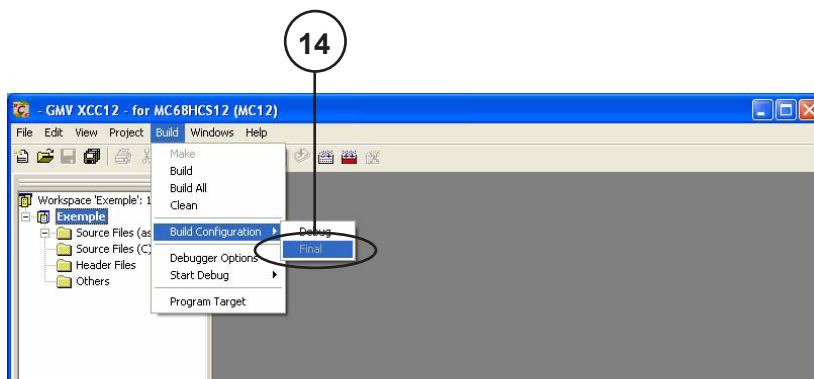 14
- GMV XCC12 - for MC68HCS12 (MC12)
File Edit View Project Build Windows Help
Make
Build
Build All
Clean
Workspace 'Exemple': 1
Exemple
Source Files (as
Build Configuration
Debug
Source Files (C)
Final
Header Files
Debugger Options
Others
Start Debug
Program Target